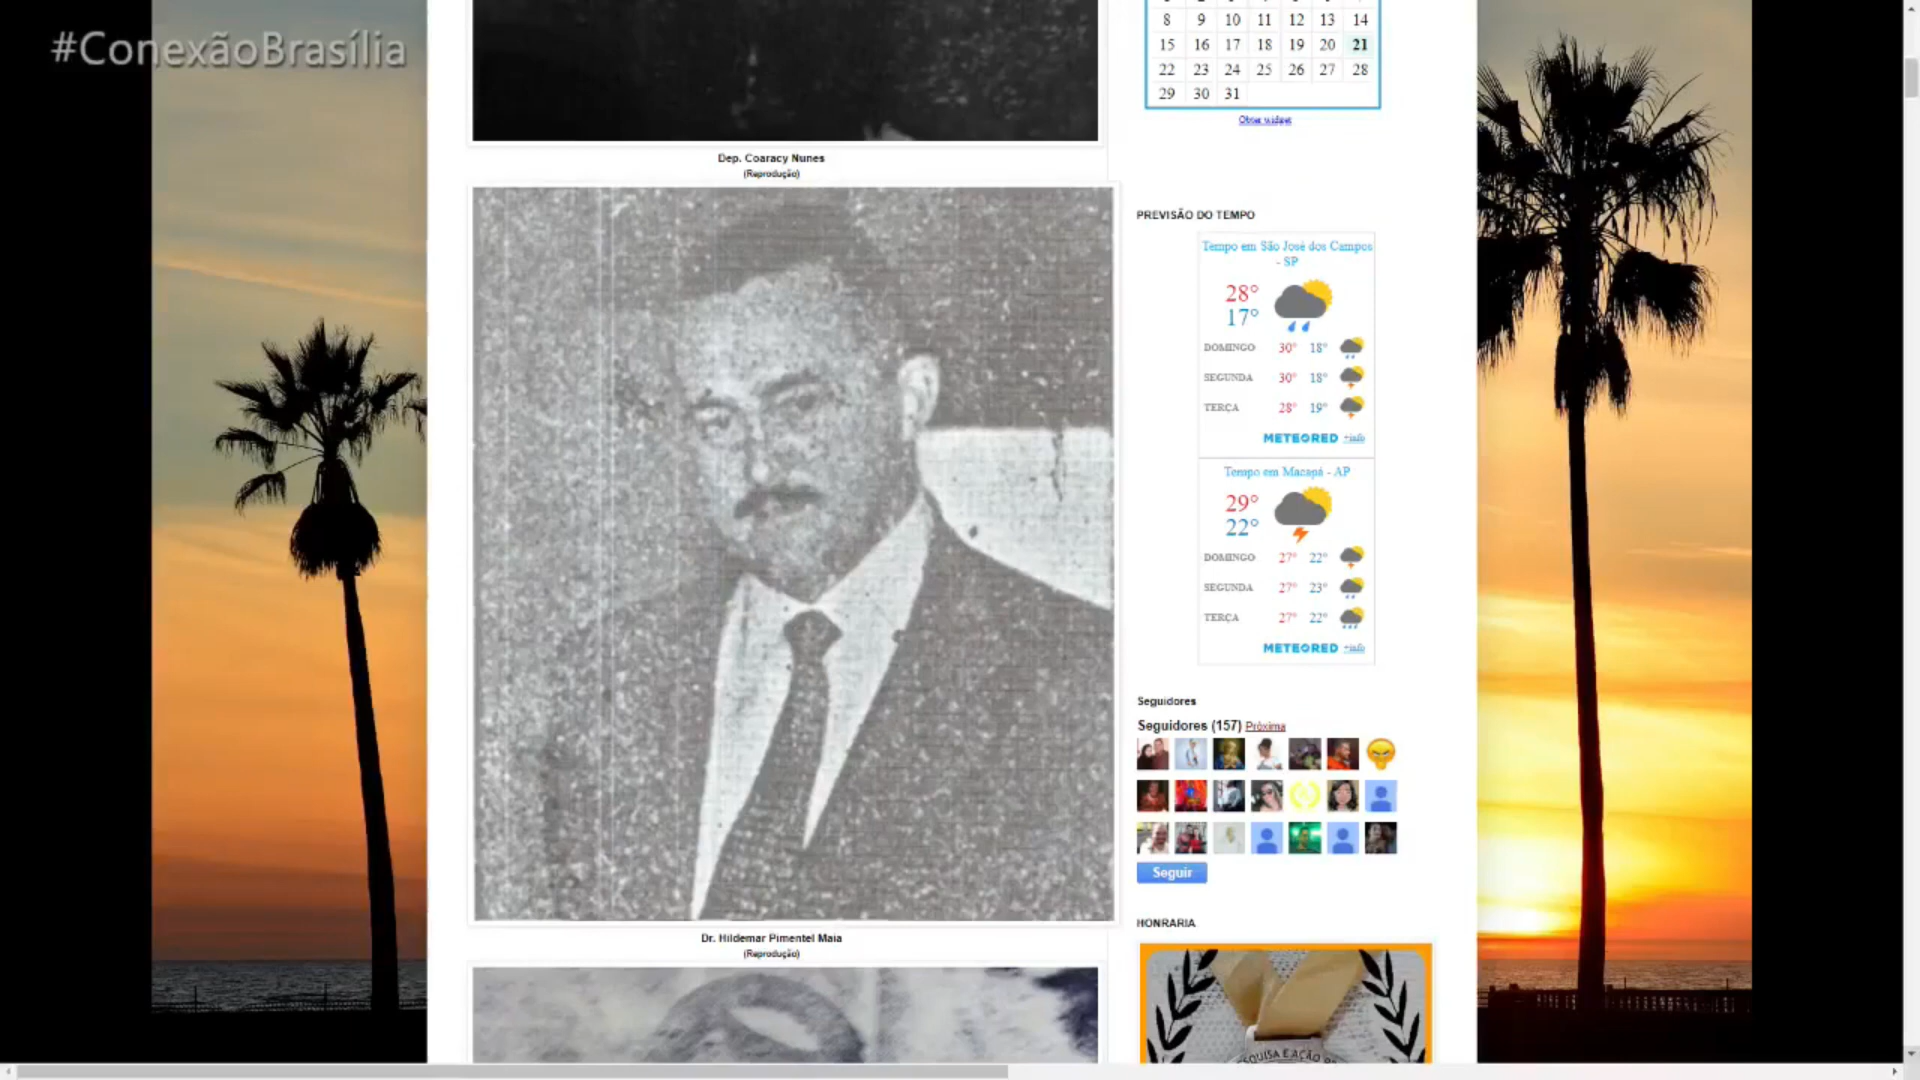 #ConexãoBrasília
8 9 10 11 12 13 14
15 16 17 18 19 20 21
22 23 24 25 26 27 28
29 30 31
Obter widget
Dep. Coaracy Nunes
(Reprodução)
PREVISÃO DO TEMPO
Tempo em São José dos Campos
- SP
28°
17°
DOMINGO 30° 18°
SEGUNDA 30° 18°
TERÇA 28° 19°
METEORED +info
Tempo em Macapá - AP
29°
22°
DOMINGO 27° 22°
SEGUNDA 27° 23°
TERÇA 27° 22°
METEORED +info
Seguidores
Seguidores (157) Próxima
Seguir
HONRARIA
Dr. Hildemar Pimentel Maia
(Reprodução)